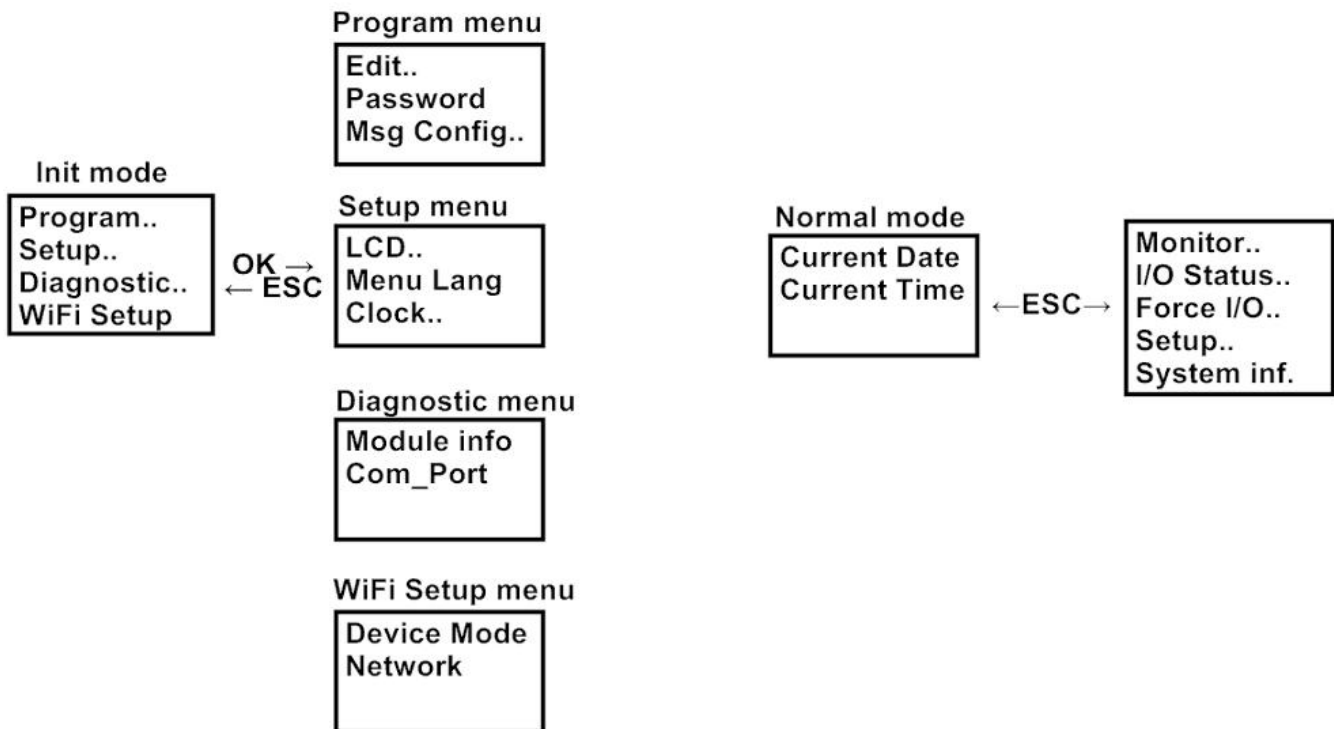 Program menu
Edit..
Password
Msg Config..
Init mode
Program..
Setup..
Diagnostic..
WiFi Setup
OK →
← ESC
Setup menu
LCD..
Menu Lang
Clock..
Diagnostic menu
Module info
Com_Port
WiFi Setup menu
Device Mode
Network
Normal mode
Current Date
Current Time
←ESC→
Monitor..
I/O Status..
Force I/O..
Setup..
System inf.